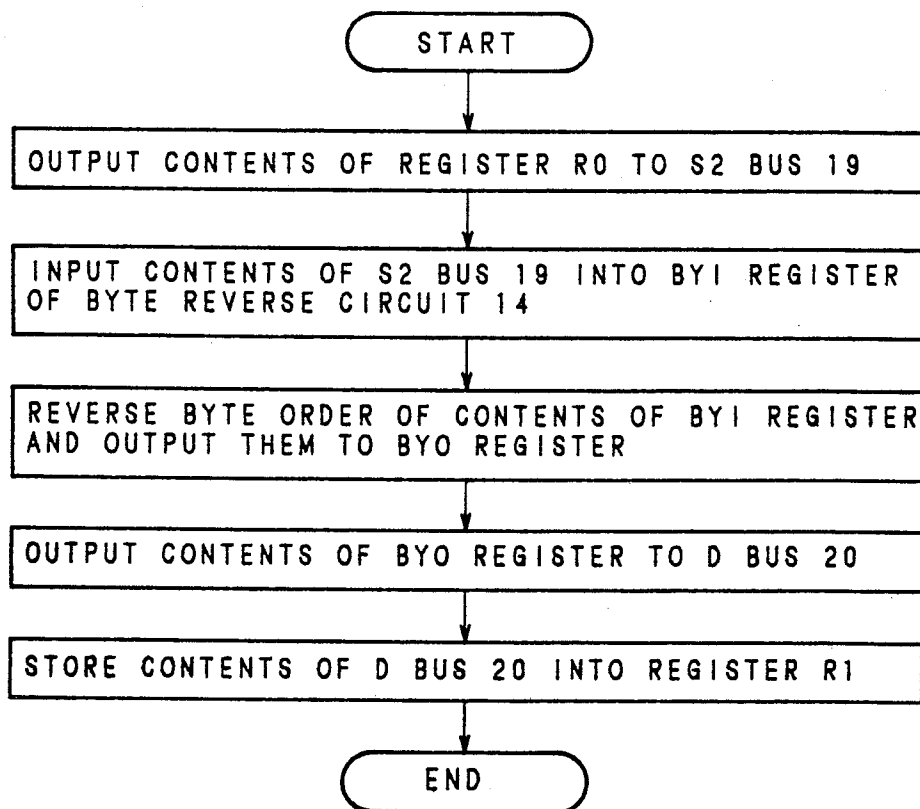 START
OUTPUT CONTENTS OF REGISTER R0 TO S2 BUS 19
INPUT CONTENTS OF S2 BUS 19 INTO BYI REGISTER
OF BYTE REVERSE CIRCUIT 14
REVERSE BYTE ORDER OF CONTENTS OF BYI REGISTER
AND OUTPUT THEM TO BYO REGISTER
OUTPUT CONTENTS OF BYO REGISTER TO D BUS 20
STORE CONTENTS OF D BUS 20 INTO REGISTER R1
END